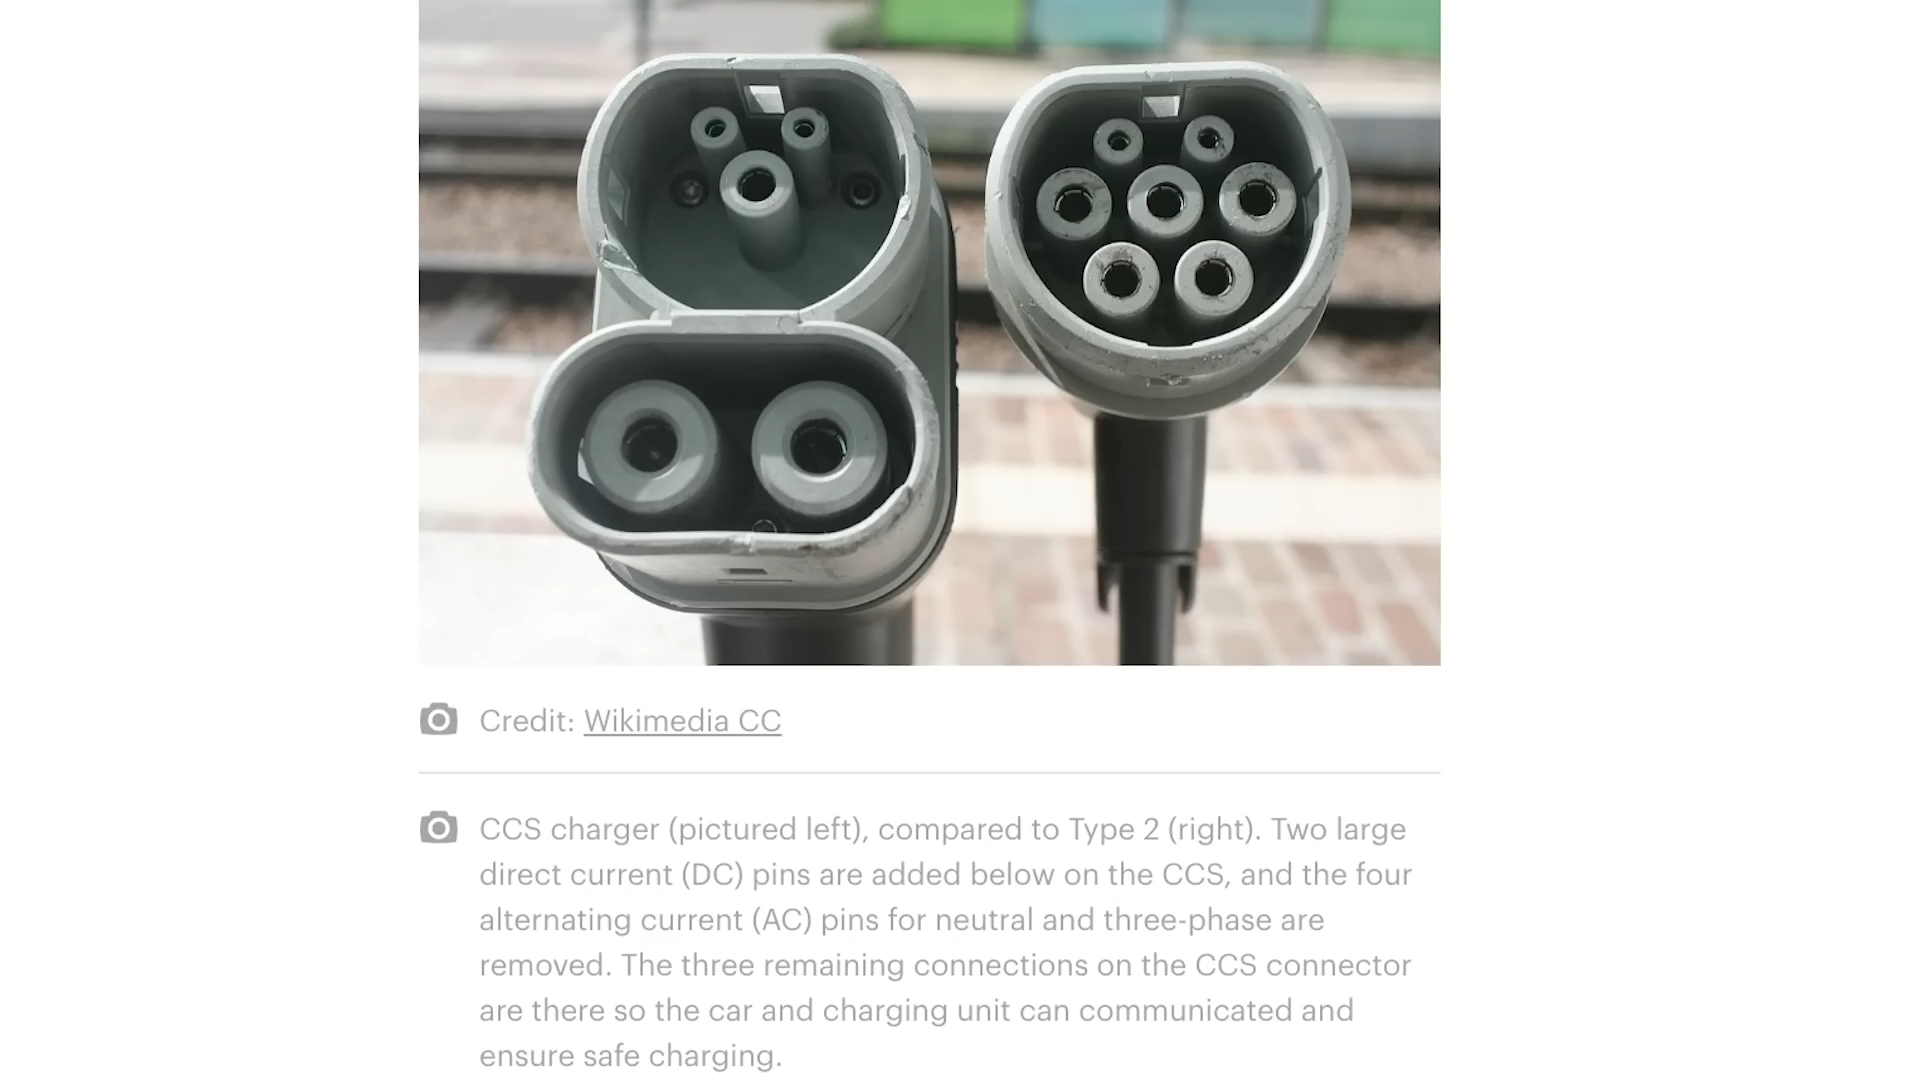 Credit: Wikimedia CC
CCS charger (pictured left), compared to Type 2 (right). Two large
direct current (DC) pins are added below on the CCS, and the four
alternating current (AC) pins for neutral and three-phase are
removed. The three remaining connections on the CCS connector
are there so the car and charging unit can communicated and
ensure safe charging.